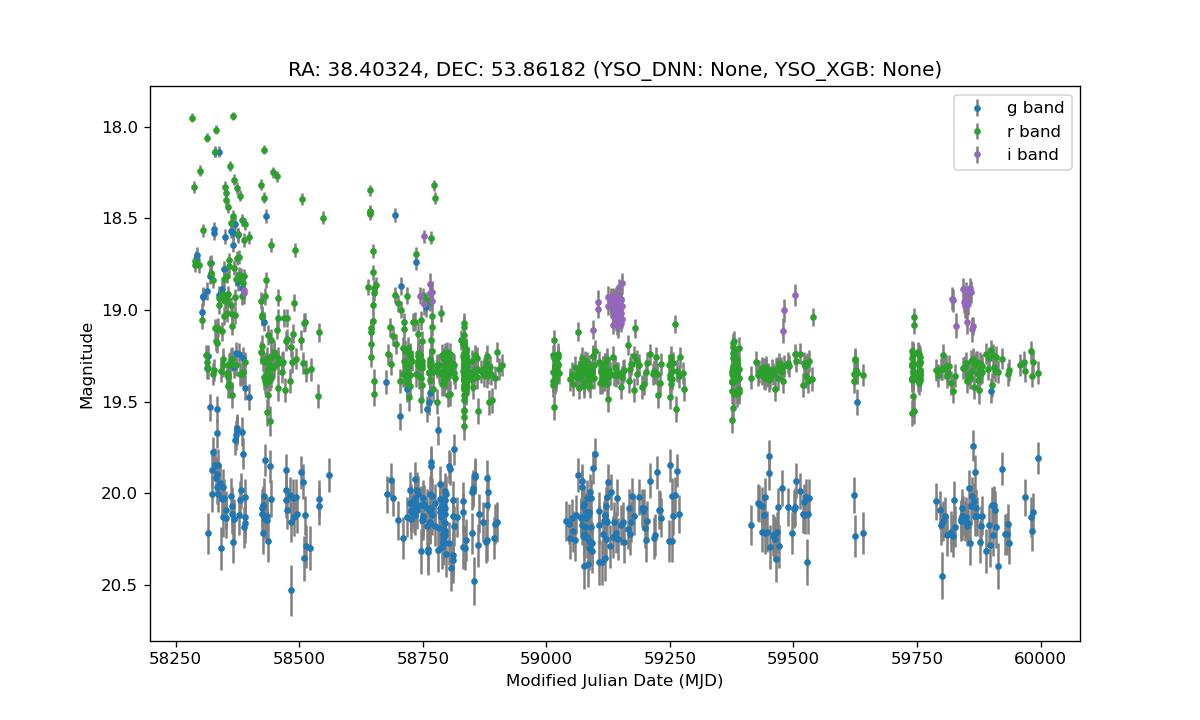 RA: 38.40324, DEC: 53.86182 (YSO_DNN: None, YSO_XGB: None)
g band
r band
i band
18.0
18.5
19.0
19.5
20.0
20.5
Magnitude
58250 58500 58750 59000 59250 59500 59750 60000
Modified Julian Date (MJD)